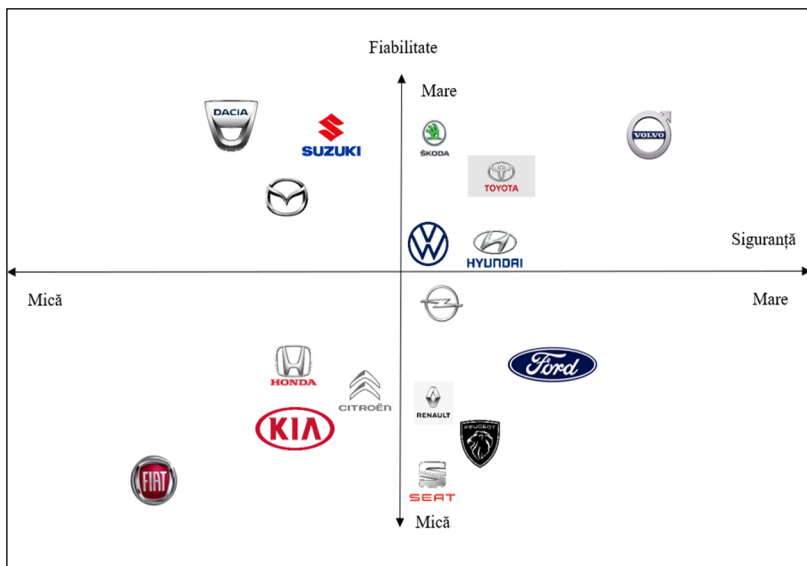 Fiabilitate
Mare
DACIA
SUZUKI
ŠKODA
VOLVO
TOYOTA
Siguranță
HYUNDAI
Mică
Mare
HONDA
Ford
CITROËN
RENAULT
KIA
PEUGEOT
FIAT
SEAT
Mică